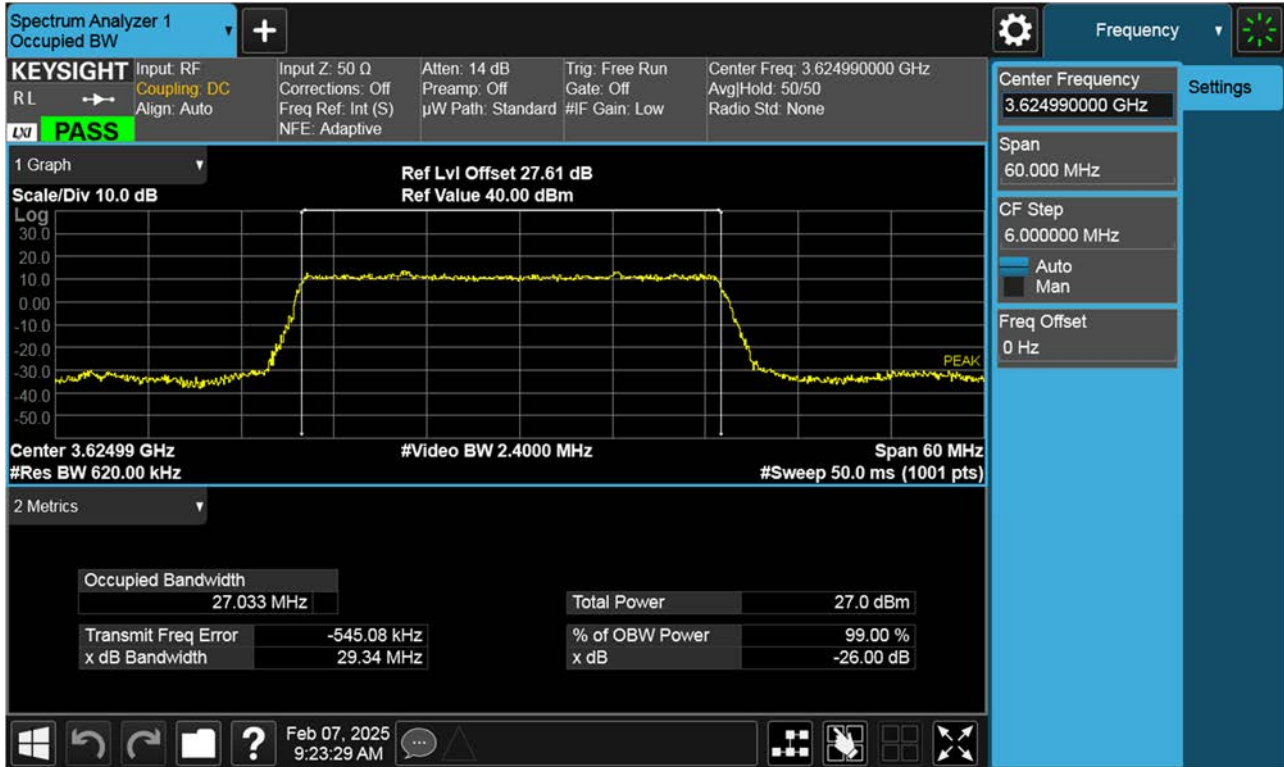 Spectrum Analyzer 1
Occupied BW
Frequency
KEYSIGHT
RL
LXI
PASS
Input: RF
Coupling: DC
Align: Auto
Input Z: 50 Ω
Corrections: Off
Freq Ref: Int (S)
NFE: Adaptive
Atten: 14 dB
Preamp: Off
µW Path: Standard
Trig: Free Run
Gate: Off
#IF Gain: Low
Center Freq: 3.624990000 GHz
Avg|Hold: 50/50
Radio Std: None
Center Frequency
3.624990000 GHz
Settings
Span
60.000 MHz
CF Step
6.000000 MHz
Auto
Man
Freq Offset
0 Hz
1 Graph
Scale/Div 10.0 dB
Ref Lvl Offset 27.61 dB
Ref Value 40.00 dBm
Log
30.0
20.0
10.0
0.00
-10.0
-20.0
-30.0
-40.0
-50.0
PEAK
Center 3.62499 GHz
#Video BW 2.4000 MHz
Span 60 MHz
#Res BW 620.00 kHz
#Sweep 50.0 ms (1001 pts)
2 Metrics
Occupied Bandwidth
27.033 MHz
Total Power 27.0 dBm
Transmit Freq Error -545.08 kHz
% of OBW Power 99.00 %
x dB Bandwidth 29.34 MHz
x dB -26.00 dB
?
Feb 07, 2025
9:23:29 AM